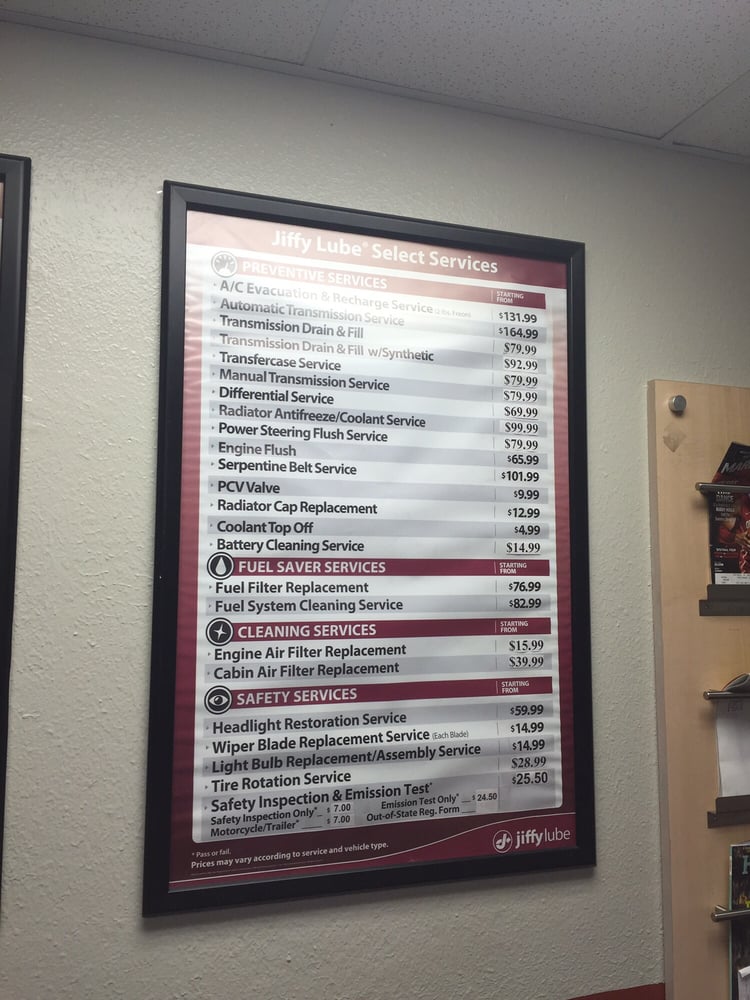 Jiffy Lube® Select Services
PREVENTIVE SERVICES STARTING FROM
A/C Evacuation & Recharge Service (2 lbs. Freon) $131.99
Automatic Transmission Service $164.99
Transmission Drain & Fill $79.99
Transmission Drain & Fill w/Synthetic $92.99
Transfercase Service $79.99
Manual Transmission Service $79.99
Differential Service $69.99
Radiator Antifreeze/Coolant Service $99.99
Power Steering Flush Service $79.99
Engine Flush $65.99
Serpentine Belt Service $101.99
PCV Valve $9.99
Radiator Cap Replacement $12.99
Coolant Top Off $4.99
Battery Cleaning Service $14.99
FUEL SAVER SERVICES STARTING FROM
Fuel Filter Replacement $76.99
Fuel System Cleaning Service $82.99
CLEANING SERVICES STARTING FROM
Engine Air Filter Replacement $15.99
Cabin Air Filter Replacement $39.99
SAFETY SERVICES STARTING FROM
Headlight Restoration Service $59.99
Wiper Blade Replacement Service (Each Blade) $14.99
Light Bulb Replacement/Assembly Service $14.99
Tire Rotation Service $28.99
Safety Inspection & Emission Test* $25.50
Safety Inspection Only* $7.00 Emission Test Only* $24.50
Motorcycle/Trailer* $7.00 Out-of-State Reg. Form
* Pass or fail.
Prices may vary according to service and vehicle type.
jiffy lube